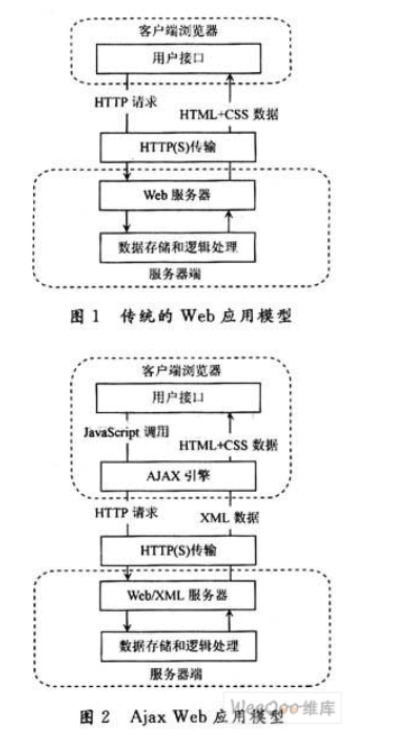 客户端浏览器
用户接口
HTTP 请求
HTML+CSS 数据
HTTP(S)传输
Web 服务器
数据存储和逻辑处理
服务器端
图 1 传统的 Web 应用模型
客户端浏览器
用户接口
JavaScript 调用
HTML+CSS 数据
AJAX 引擎
HTTP 请求
XML 数据
HTTP(S)传输
Web/XML 服务器
数据存储和逻辑处理
服务器端
图 2 Ajax Web 应用模型
WeeQoo 维库